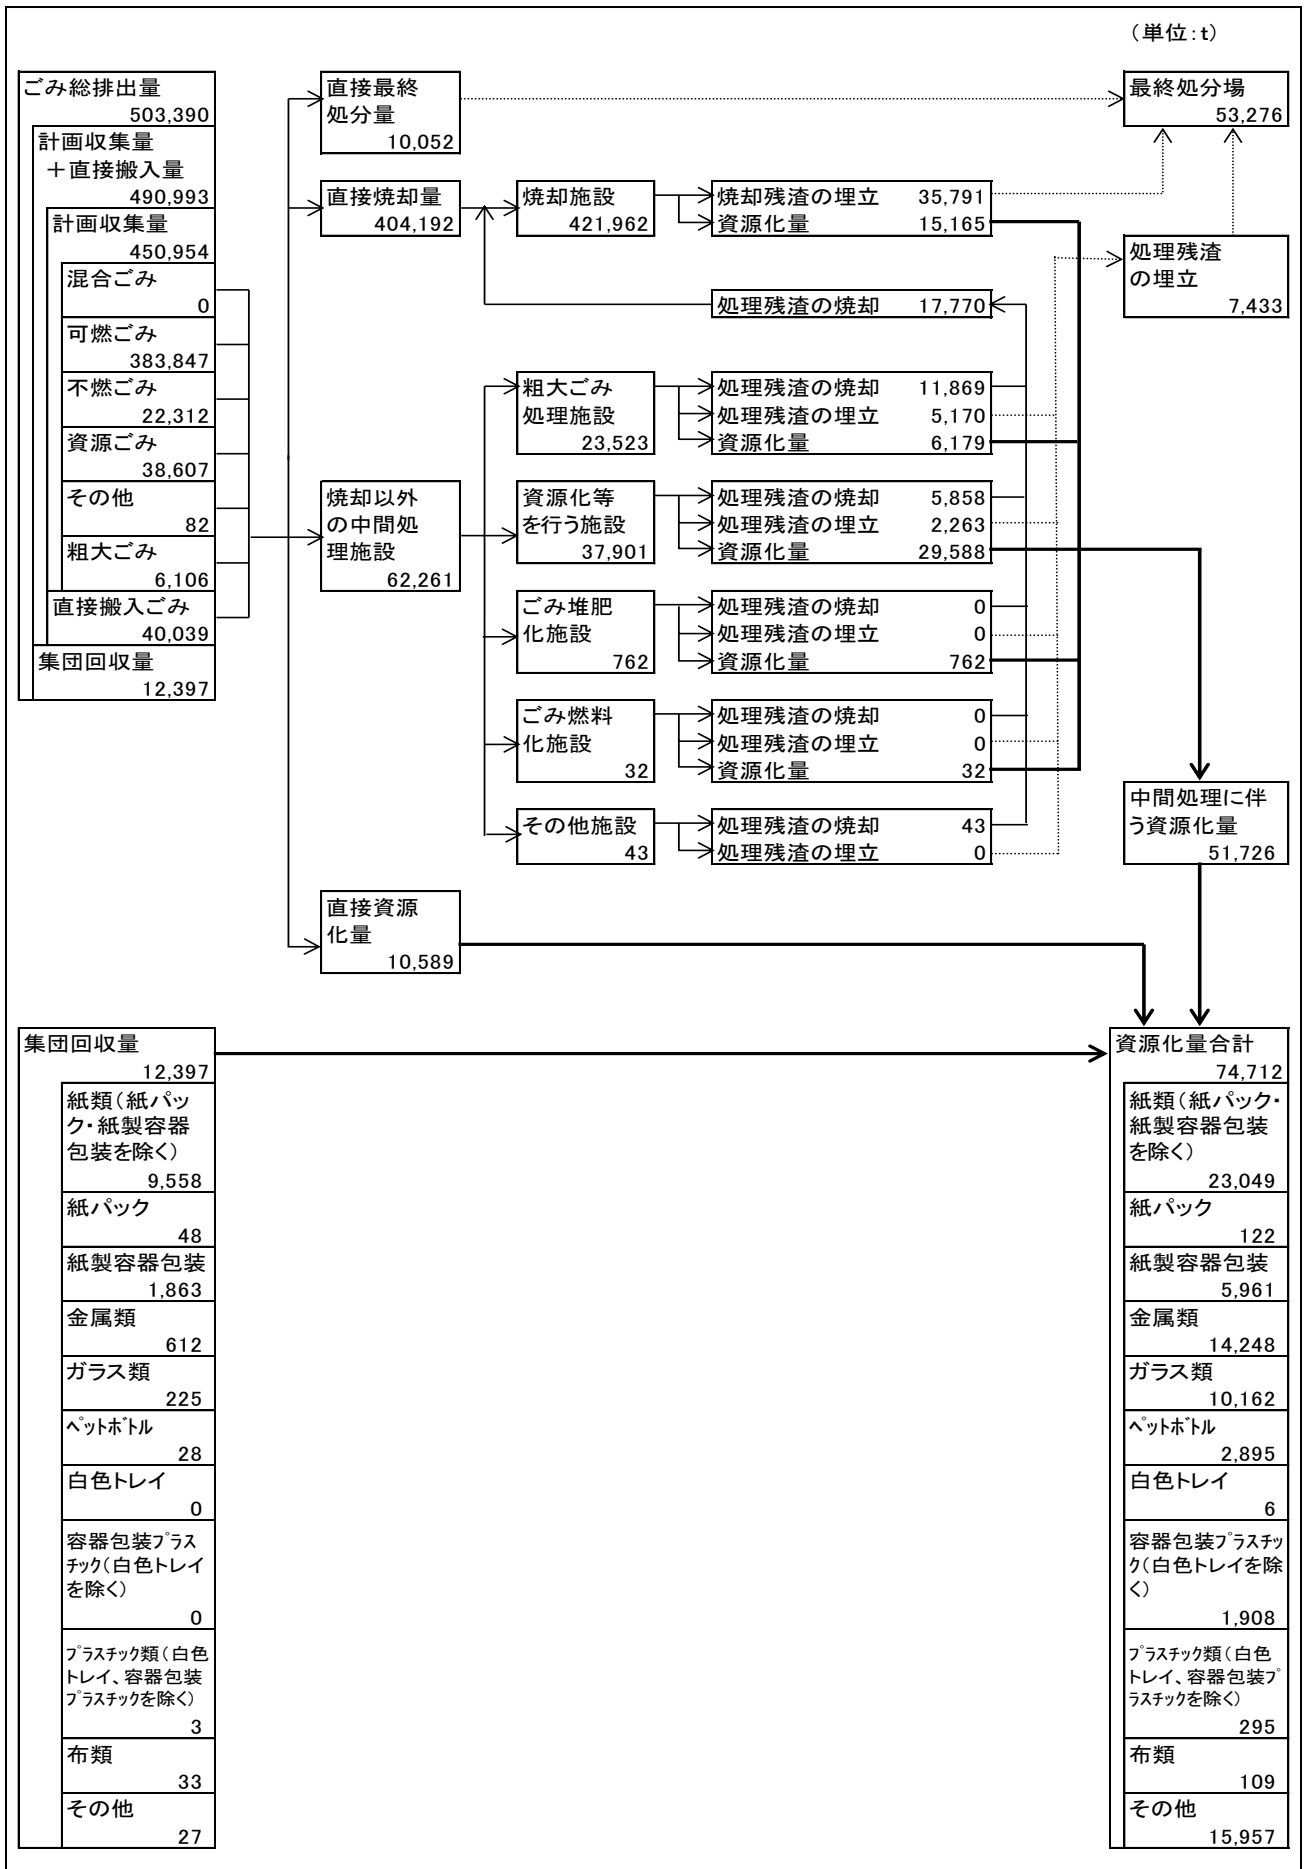 （単位：t）
ごみ総排出量
503,390
計画収集量
＋直接搬入量
490,993
計画収集量
450,954
混合ごみ
0
可燃ごみ
383,847
不燃ごみ
22,312
資源ごみ
38,607
その他
82
粗大ごみ
6,106
直接搬入ごみ
40,039
集団回収量
12,397
直接最終
処分量
10,052
直接焼却量
404,192
焼却以外
の中間処
理施設
62,261
直接資源
化量
10,589
焼却施設
421,962
粗大ごみ
処理施設
23,523
資源化等
を行う施設
37,901
ごみ堆肥
化施設
762
ごみ燃料
化施設
32
その他施設
43
焼却残渣の埋立 35,791
資源化量 15,165
処理残渣の焼却 17,770
処理残渣の焼却 11,869
処理残渣の埋立 5,170
資源化量 6,179
処理残渣の焼却 5,858
処理残渣の埋立 2,263
資源化量 29,588
処理残渣の焼却 0
処理残渣の埋立 0
資源化量 762
処理残渣の焼却 0
処理残渣の埋立 0
資源化量 32
処理残渣の焼却 43
処理残渣の埋立 0
最終処分場
53,276
処理残渣
の埋立
7,433
中間処理に伴
う資源化量
51,726
集団回収量
12,397
紙類（紙パッ
ク・紙製容器
包装を除く）
9,558
紙パック
48
紙製容器包装
1,863
金属類
612
ガラス類
225
ﾍﾟｯﾄﾎﾞﾄﾙ
28
白色トレイ
0
容器包装ﾌﾟﾗｽ
ﾁｯｸ（白色トレイ
を除く）
0
ﾌﾟﾗｽﾁｯｸ類（白色
トレイ、容器包装
ﾌﾟﾗｽﾁｯｸを除く）
3
布類
33
その他
27
資源化量合計
74,712
紙類（紙パック・
紙製容器包装
を除く）
23,049
紙パック
122
紙製容器包装
5,961
金属類
14,248
ガラス類
10,162
ﾍﾟｯﾄﾎﾞﾄﾙ
2,895
白色トレイ
6
容器包装ﾌﾟﾗｽﾁｯ
ｸ（白色トレイを除
く）
1,908
ﾌﾟﾗｽﾁｯｸ類（白色
トレイ、容器包装ﾌﾟ
ﾗｽﾁｯｸを除く）
295
布類
109
その他
15,957